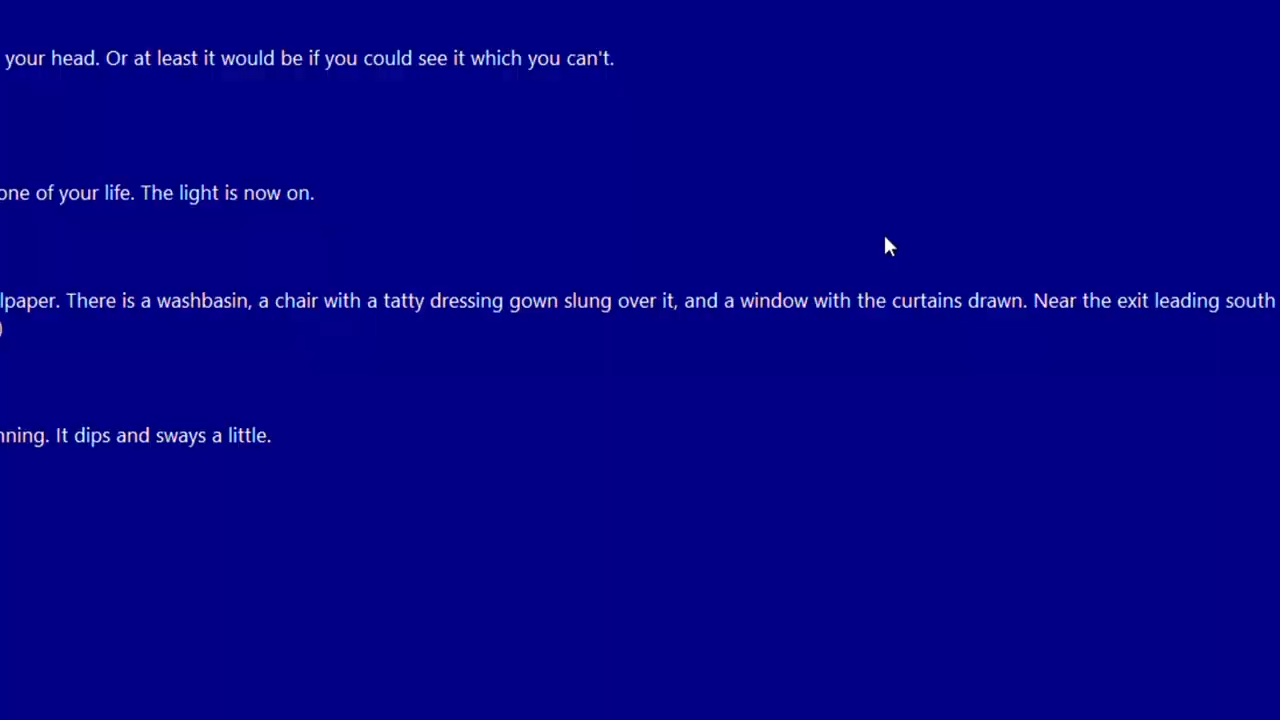 your head. Or at least it would be if you could see it which you can't.
one of your life. The light is now on.
lpaper. There is a washbasin, a chair with a tatty dressing gown slung over it, and a window with the curtains drawn. Near the exit leading south
)
nning. It dips and sways a little.